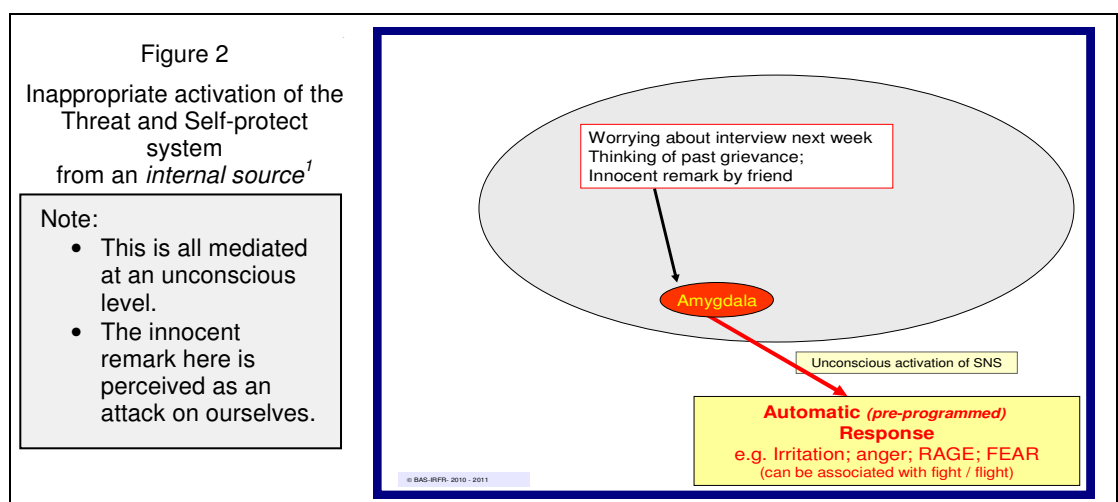 Figure 2
Inappropriate activation of the
Threat and Self-protect
system
from an internal source1
Note:
• This is all mediated
at an unconscious
level.
• The innocent
remark here is
perceived as an
attack on ourselves.
Worrying about interview next week
Thinking of past grievance;
Innocent remark by friend
Amygdala
Unconscious activation of SNS
Automatic (pre-programmed)
Response
e.g. Irritation; anger; RAGE; FEAR
(can be associated with fight / flight)
© BAS-IRFR- 2010 - 2011